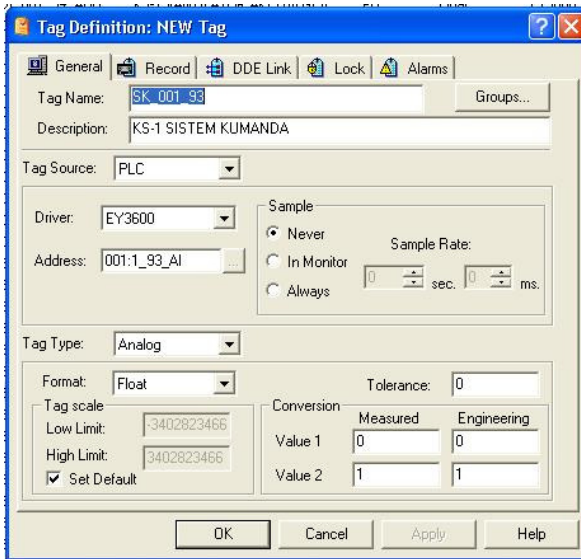 Tag Definition: NEW Tag
General Record DDE Link Lock Alarms
Tag Name: SK_001_93 Groups...
Description: KS-1 SISTEM KUMANDA
Tag Source: PLC
Driver: EY3600
Address: 001:1_93_AI ...
Sample
Never
In Monitor
Always
Sample Rate:
0 sec. 0 ms.
Tag Type: Analog
Format: Float
Tolerance: 0
Tag scale
Low Limit: -3402823466
High Limit: 3402823466
Set Default
Conversion
Measured Engineering
Value 1 0 0
Value 2 1 1
OK Cancel Apply Help